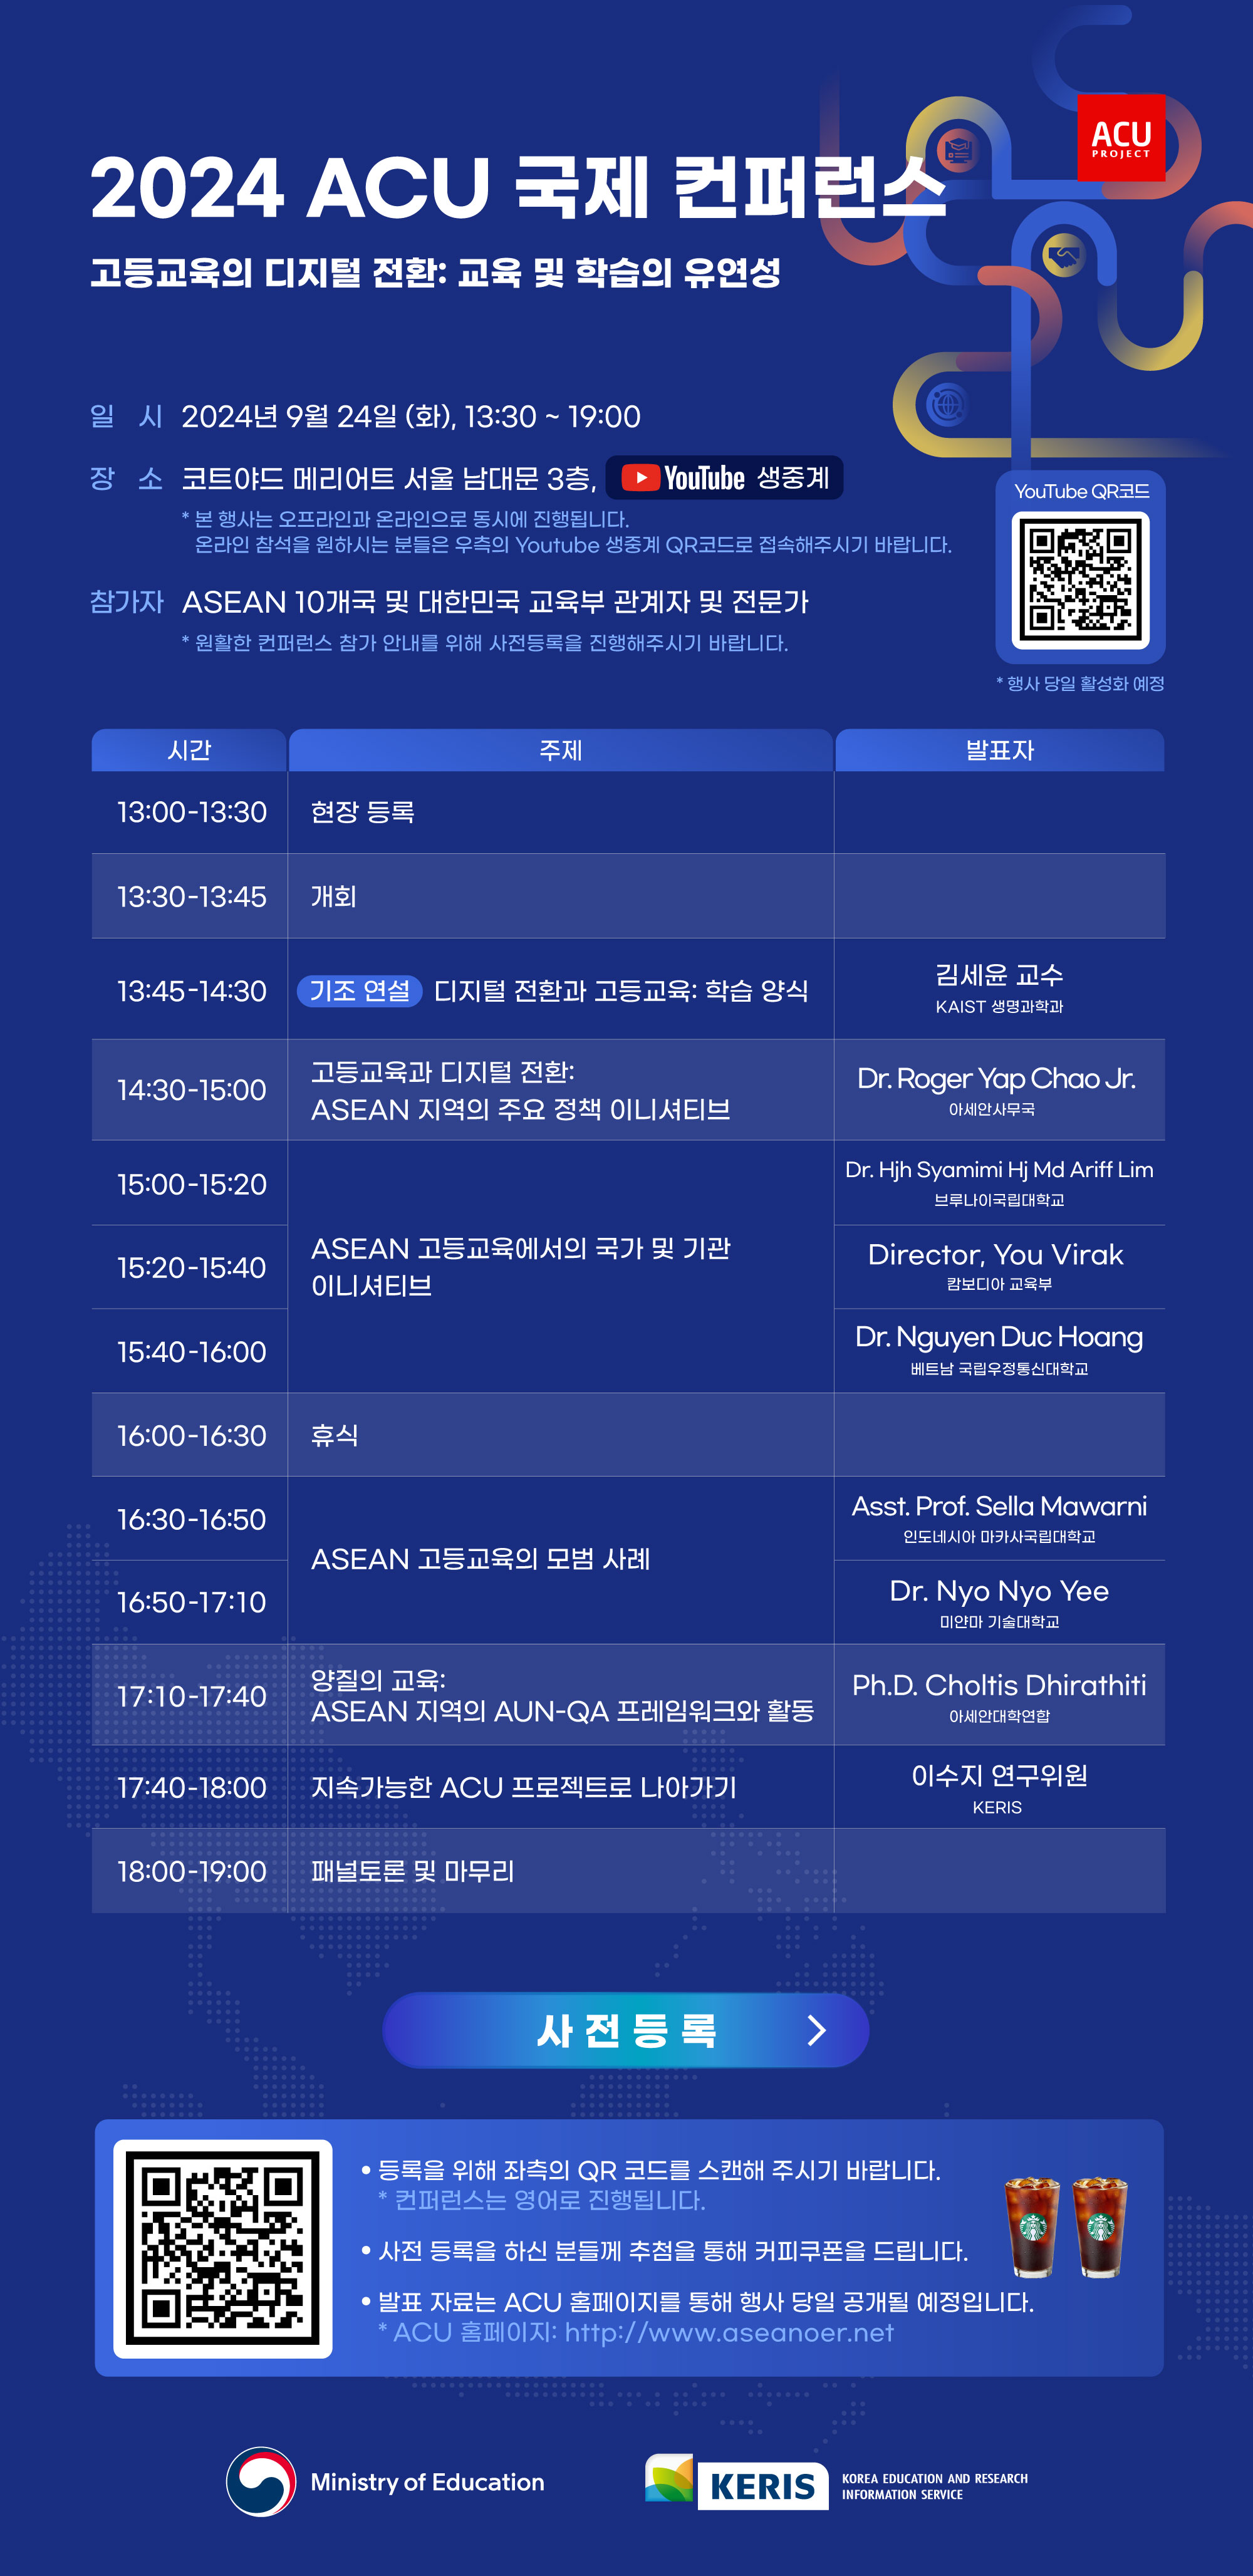 ACU
PROJECT
2024 ACU 국제 컨퍼런스
고등교육의 디지털 전환: 교육 및 학습의 유연성
일 시 2024년 9월 24일 (화), 13:30 ~ 19:00
장 소 코트야드 메리어트 서울 남대문 3층, YouTube 생중계
* 본 행사는 오프라인과 온라인으로 동시에 진행됩니다.
온라인 참석을 원하시는 분들은 우측의 Youtube 생중계 QR코드로 접속해주시기 바랍니다.
참가자 ASEAN 10개국 및 대한민국 교육부 관계자 및 전문가
* 원활한 컨퍼런스 참가 안내를 위해 사전등록을 진행해주시기 바랍니다.
YouTube QR코드
* 행사 당일 활성화 예정
시간 주제 발표자
13:00-13:30 현장 등록
13:30-13:45 개회
13:45-14:30 기조 연설 디지털 전환과 고등교육: 학습 양식 김세윤 교수
KAIST 생명과학과
14:30-15:00 고등교육과 디지털 전환:
ASEAN 지역의 주요 정책 이니셔티브
Dr. Roger Yap Chao Jr.
아세안사무국
15:00-15:20
Dr. Hjh Syamimi Hj Md Ariff Lim
브루나이국립대학교
ASEAN 고등교육에서의 국가 및 기관
이니셔티브
15:20-15:40
Director, You Virak
캄보디아 교육부
15:40-16:00
Dr. Nguyen Duc Hoang
베트남 국립우정통신대학교
16:00-16:30 휴식
16:30-16:50
Asst. Prof. Sella Mawarni
인도네시아 마카사국립대학교
ASEAN 고등교육의 모범 사례
16:50-17:10
Dr. Nyo Nyo Yee
미얀마 기술대학교
17:10-17:40 양질의 교육:
ASEAN 지역의 AUN-QA 프레임워크와 활동
Ph.D. Choltis Dhirathiti
아세안대학연합
17:40-18:00 지속가능한 ACU 프로젝트로 나아가기 이수지 연구위원
KERIS
18:00-19:00 패널토론 및 마무리
사전등록
• 등록을 위해 좌측의 QR 코드를 스캔해 주시기 바랍니다.
* 컨퍼런스는 영어로 진행됩니다.
• 사전 등록을 하신 분들께 추첨을 통해 커피쿠폰을 드립니다.
• 발표 자료는 ACU 홈페이지를 통해 행사 당일 공개될 예정입니다.
* ACU 홈페이지: http://www.aseanoer.net
Ministry of Education
KERIS
KOREA EDUCATION AND RESEARCH
INFORMATION SERVICE